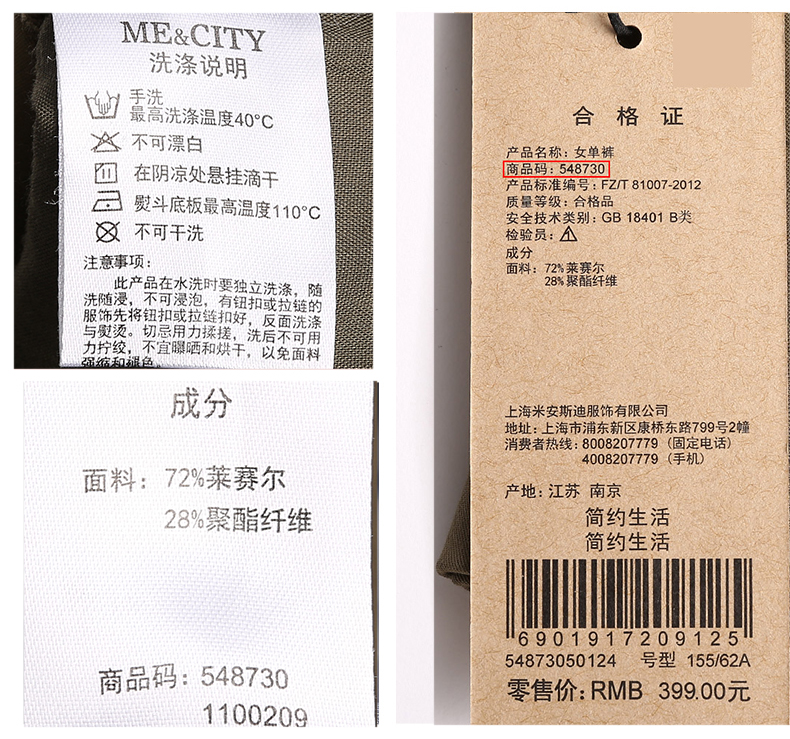 ME&CITY
洗涤说明
手洗
最高洗涤温度40°C
不可漂白
在阴凉处悬挂滴干
熨斗底板最高温度110°C
不可干洗
注意事项:
此产品在水洗时要独立洗涤，随
洗随浸，不可浸泡，有钮扣或拉链的
服饰先将钮扣或拉链扣好，反面洗涤
与熨烫。切忌用力揉搓，洗后不可用
力拧绞，不宜曝晒和烘干，以免面料
强缩和褪色
成分
面料: 72%莱赛尔
28%聚酯纤维
商品码: 548730
1100209
合格证
产品名称: 女单裤
商品码: 548730
产品标准编号: FZ/T 81007-2012
质量等级: 合格品
安全技术类别: GB 18401 B类
检验员: 1
成分
面料: 72%莱赛尔
28%聚酯纤维
上海米安斯迪服饰有限公司
地址: 上海市浦东新区康桥东路799号2幢
消费者热线: 8008207779 (固定电话)
4008207779 (手机)
产地: 江苏 南京
简约生活
简约生活
6901917209125
54873050124 号型 155/62A
零售价: RMB 399.00元